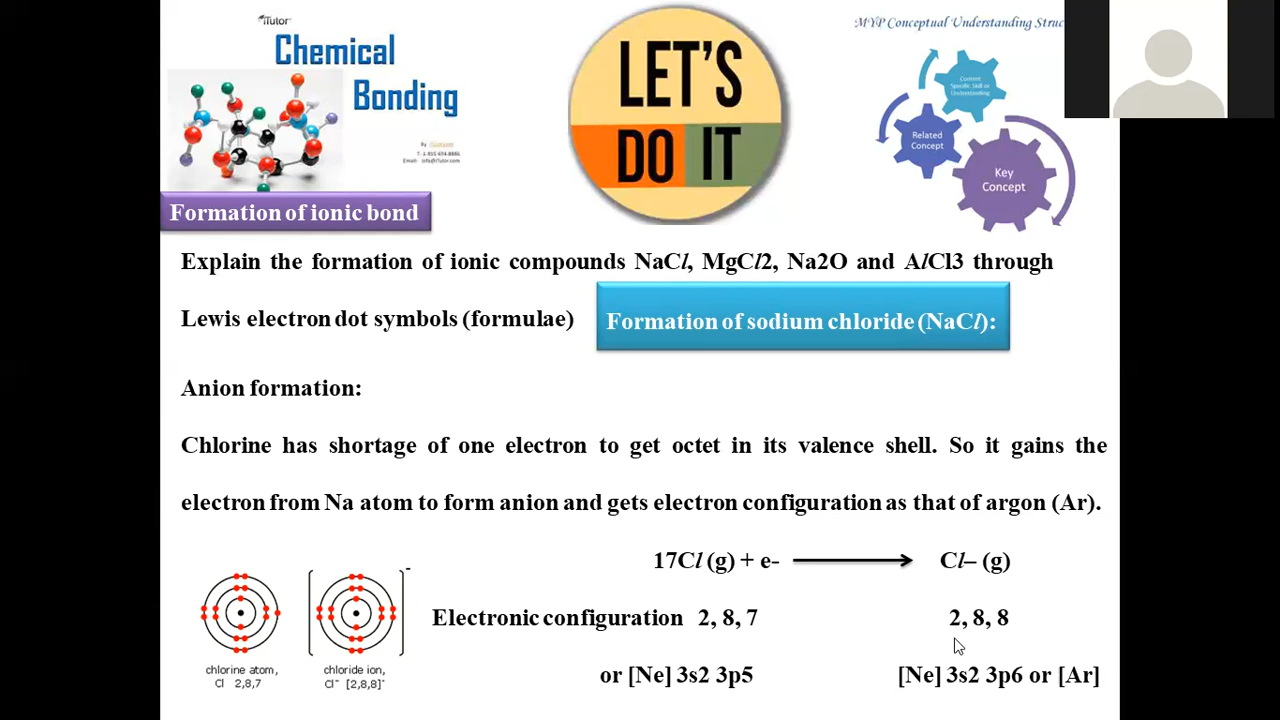 iTutor
Chemical
Bonding
LET'S
DO IT
MYP Conceptual Understanding
Content
Specific Skill or
Understanding
Related
Concept
Key
Concept
Formation of ionic bond
Explain the formation of ionic compounds NaCl, MgCl2, Na2O and AlCl3 through
Lewis electron dot symbols (formulae)
Formation of sodium chloride (NaCl):
Anion formation:
Chlorine has shortage of one electron to get octet in its valence shell. So it gains the
electron from Na atom to form anion and gets electron configuration as that of argon (Ar).
17Cl (g) + e- Cl– (g)
Electronic configuration 2, 8, 7 2, 8, 8
or [Ne] 3s2 3p5 [Ne] 3s2 3p6 or [Ar]
chlorine atom,
Cl 2,8,7
chloride ion,
Cl⁻ [2,8,8]⁻